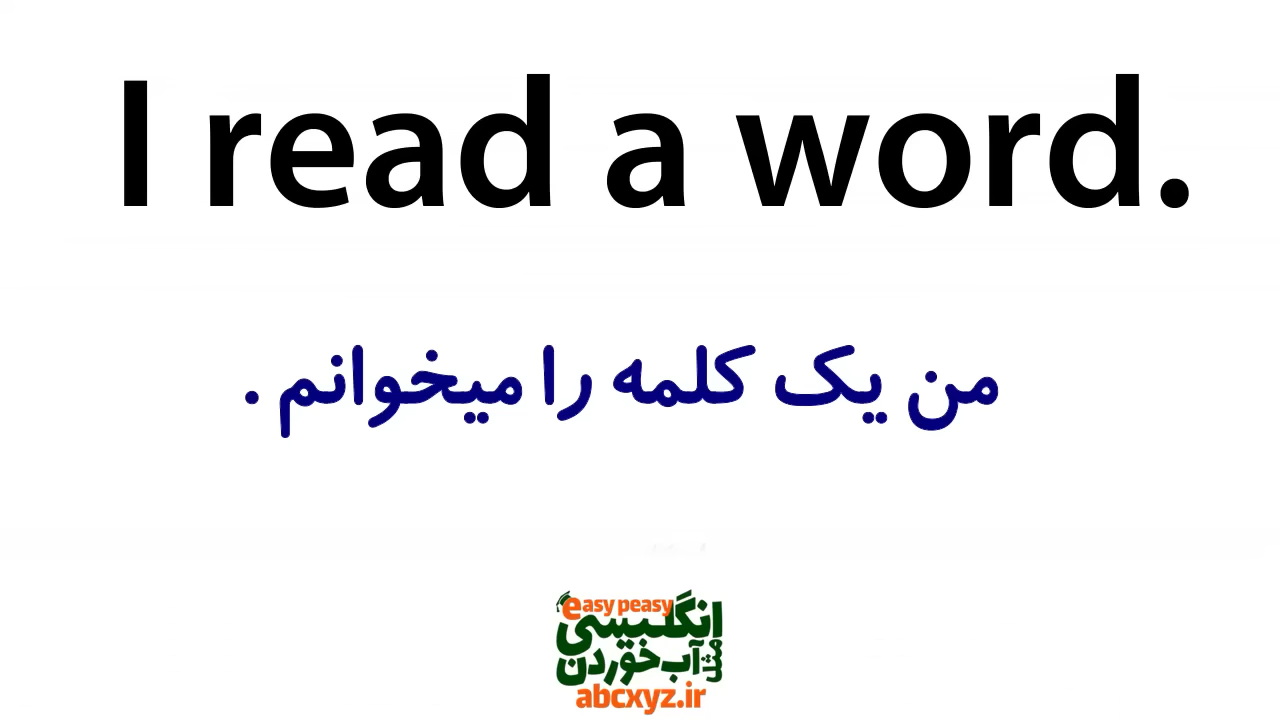 I read a word.
من یک کلمه را میخوانم .
easy peasy
انگلیسی
مثل آب خوردن
abcxyz.ir